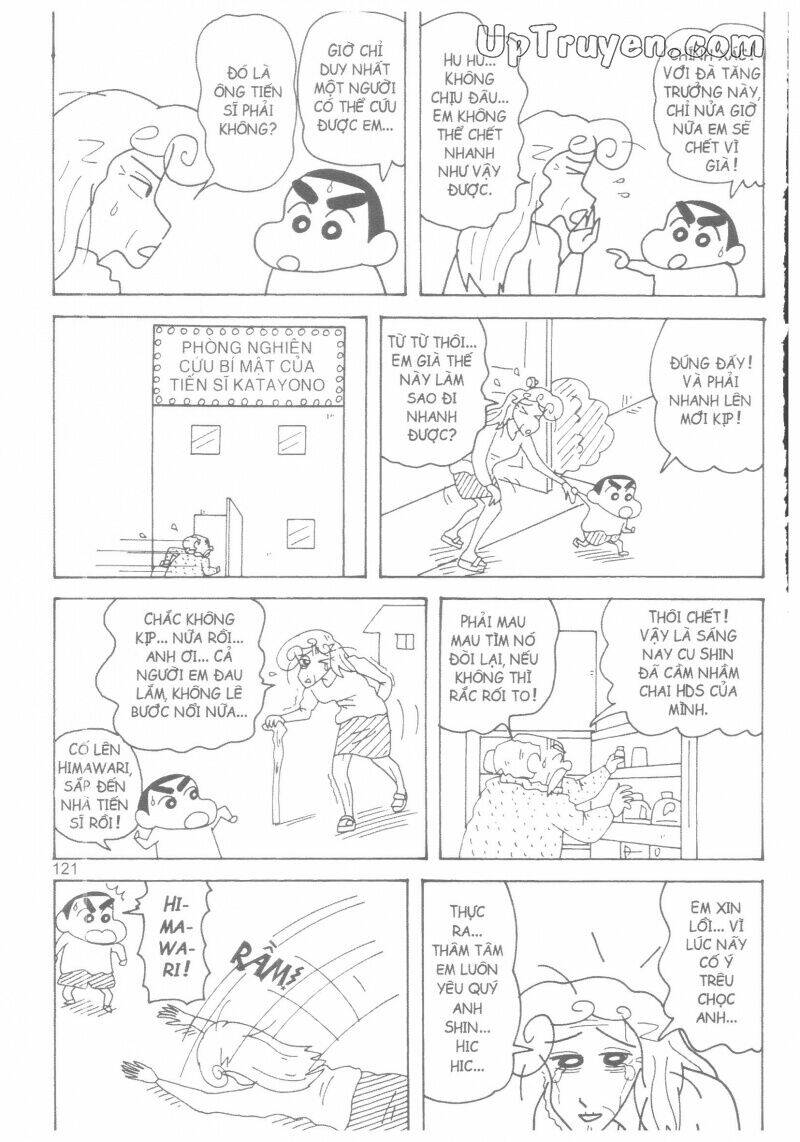 UpTruyen.com
CHÍNH XÁC!
VỚI ĐÀ TĂNG
TRƯỞNG NÀY,
CHỈ NỬA GIỜ
NỮA EM SẼ
CHẾT VÌ
GIÀ!
HU HU...
KHÔNG
CHỊU ĐÂU...
EM KHÔNG
THỂ CHẾT
NHANH
NHƯ VẬY
ĐƯỢC.
GIỜ CHỈ
DUY NHẤT
MỘT NGƯỜI
CÓ THỂ CỨU
ĐƯỢC EM...
ĐÓ LÀ
ÔNG TIẾN
SĨ PHẢI
KHÔNG?
ĐÚNG ĐẤY!
VÀ PHẢI
NHANH LÊN
MỚI KỊP!
TỪ TỪ THÔI...
EM GIÀ THẾ
NÀY LÀM
SAO ĐI
NHANH
ĐƯỢC?
PHÒNG NGHIÊN
CỨU BÍ MẬT CỦA
TIẾN SĨ KATAYONO
THÔI CHẾT!
VẬY LÀ SÁNG
NAY CU SHIN
ĐÃ CẦM NHẦM
CHAI HDS CỦA
MÌNH.
PHẢI MAU
MAU TÌM NÓ
ĐÒI LẠI, NẾU
KHÔNG THÌ
RẮC RỐI TO!
CHẮC KHÔNG
KỊP... NỮA RỒI...
ANH ƠI... CẢ
NGƯỜI EM ĐAU
LẮM, KHÔNG LÊ
BƯỚC NỔI NỮA...
CỐ LÊN
HIMAWARI,
SẮP ĐẾN
NHÀ TIẾN
SĨ RỒI!
121
EM XIN
LỖI... VÌ
LÚC NÃY
CỐ Ý
TRÊU
CHỌC
ANH...
THỰC
RA...
THÂM TÂM
EM LUÔN
YÊU QUÝ
ANH
SHIN...
HIC
HIC...
RẦM!
HI-
MA-
WA-
RI!